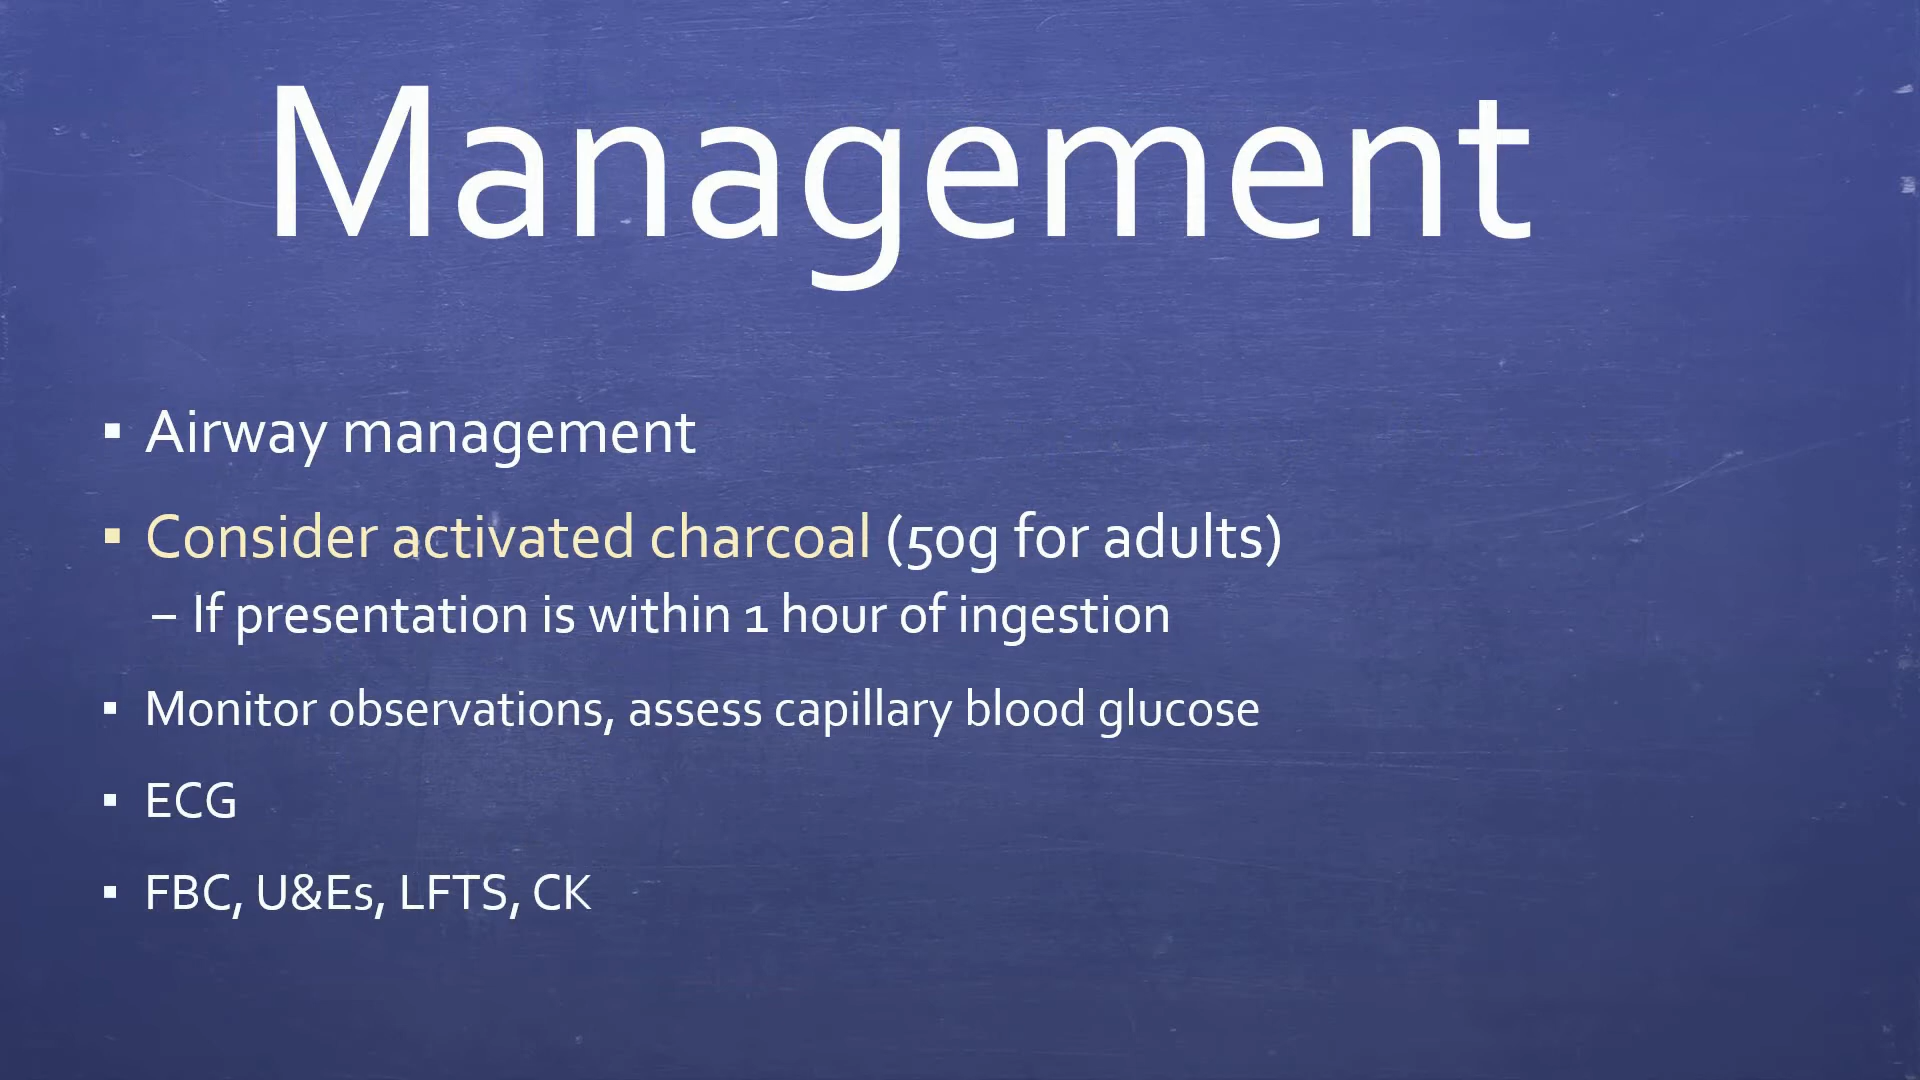 Management
▪ Airway management
▪ Consider activated charcoal (50g for adults)
– If presentation is within 1 hour of ingestion
▪ Monitor observations, assess capillary blood glucose
▪ ECG
▪ FBC, U&Es, LFTS, CK